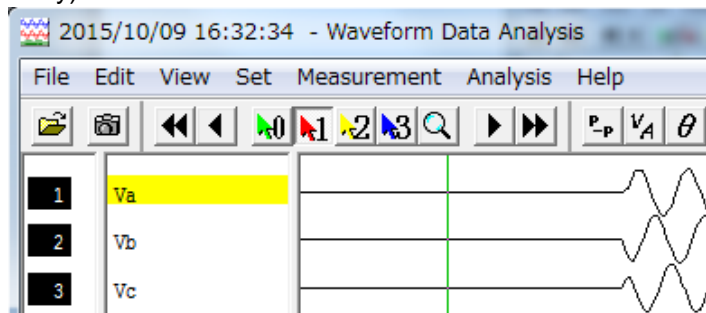 2015/10/09 16:32:34 - Waveform Data Analysis
File Edit View Set Measurement Analysis Help
0 1 2 3 P-P V/A θ
1 Va
2 Vb
3 Vc